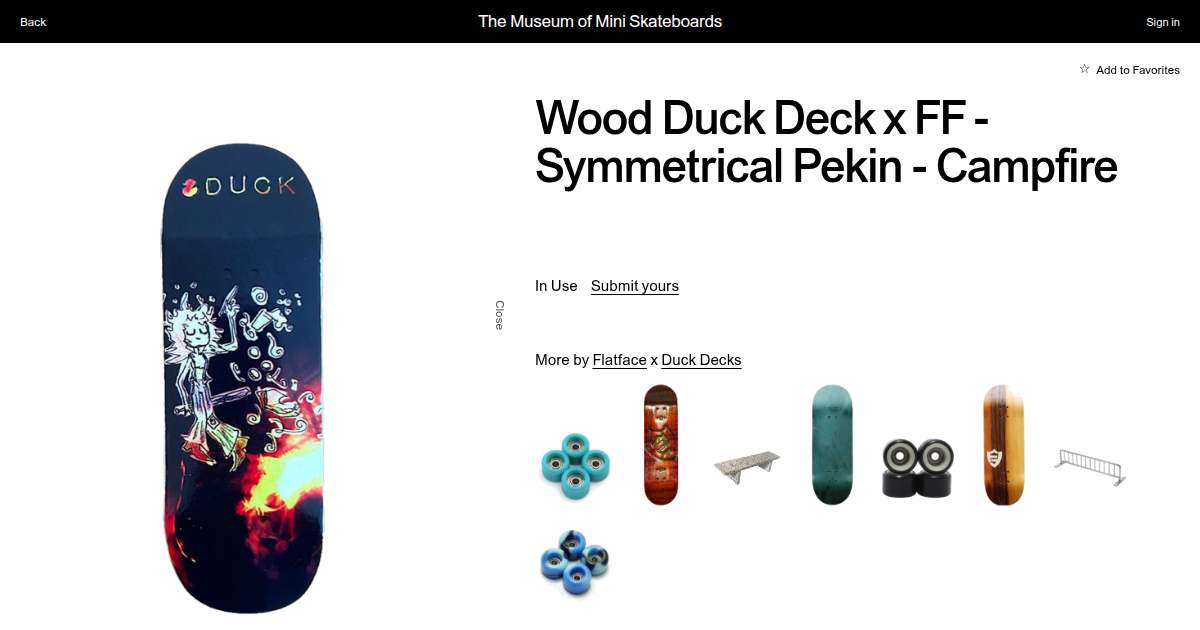 Back
The Museum of Mini Skateboards
Sign in
☆ Add to Favorites
DUCK
Wood Duck Deck x FF -
Symmetrical Pekin - Campfire
In Use Submit yours
Close
More by Flatface x Duck Decks